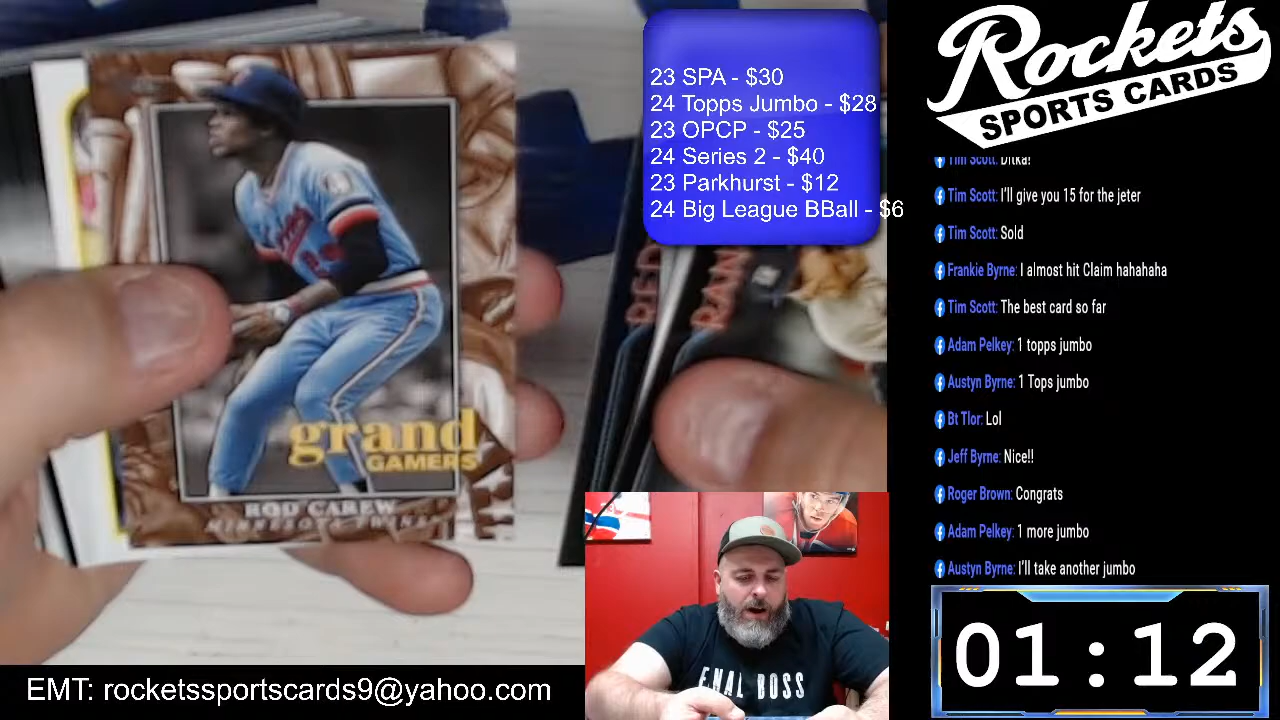 23 SPA - $30
24 Topps Jumbo - $28
23 OPCP - $25
24 Series 2 - $40
23 Parkhurst - $12
24 Big League BBall - $6
Rockets
SPORTS CARDS
Tim Scott: Ditka!
Tim Scott: I'll give you 15 for the jeter
Tim Scott: Sold
Frankie Byrne: I almost hit Claim hahahaha
Tim Scott: The best card so far
Adam Pelkey: 1 topps jumbo
Austyn Byrne: 1 Tops jumbo
Bt Tlor: Lol
Jeff Byrne: Nice!!
Roger Brown: Congrats
Adam Pelkey: 1 more jumbo
Austyn Byrne: I'll take another jumbo
01:12
grand
GAMERS
ROD CAREW
MINNESOTA TWINS
BOSS
EMT: rocketssportscards9@yahoo.com